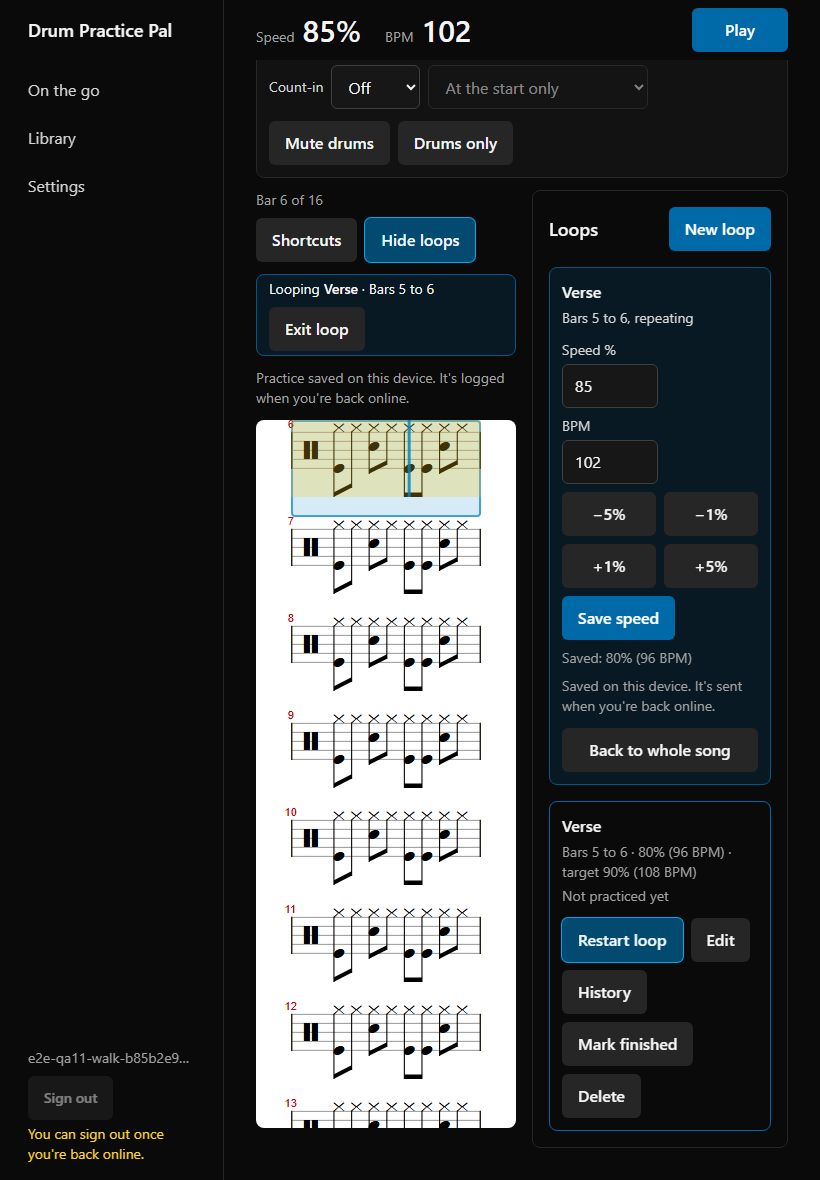 Drum Practice Pal
On the go
Library
Settings
e2e-qa11-walk-b85b2e9...
Sign out
You can sign out once
you're back online.
Speed 85% BPM 102
Play
Count-in Off At the start only
Mute drums Drums only
Bar 6 of 16
Shortcuts Hide loops
Looping Verse · Bars 5 to 6
Exit loop
Practice saved on this device. It's logged
when you're back online.
6
7
8
9
10
11
12
13
Loops
New loop
Verse
Bars 5 to 6, repeating
Speed %
85
BPM
102
−5% −1%
+1% +5%
Save speed
Saved: 80% (96 BPM)
Saved on this device. It's sent
when you're back online.
Back to whole song
Verse
Bars 5 to 6 · 80% (96 BPM) ·
target 90% (108 BPM)
Not practiced yet
Restart loop Edit
History
Mark finished
Delete